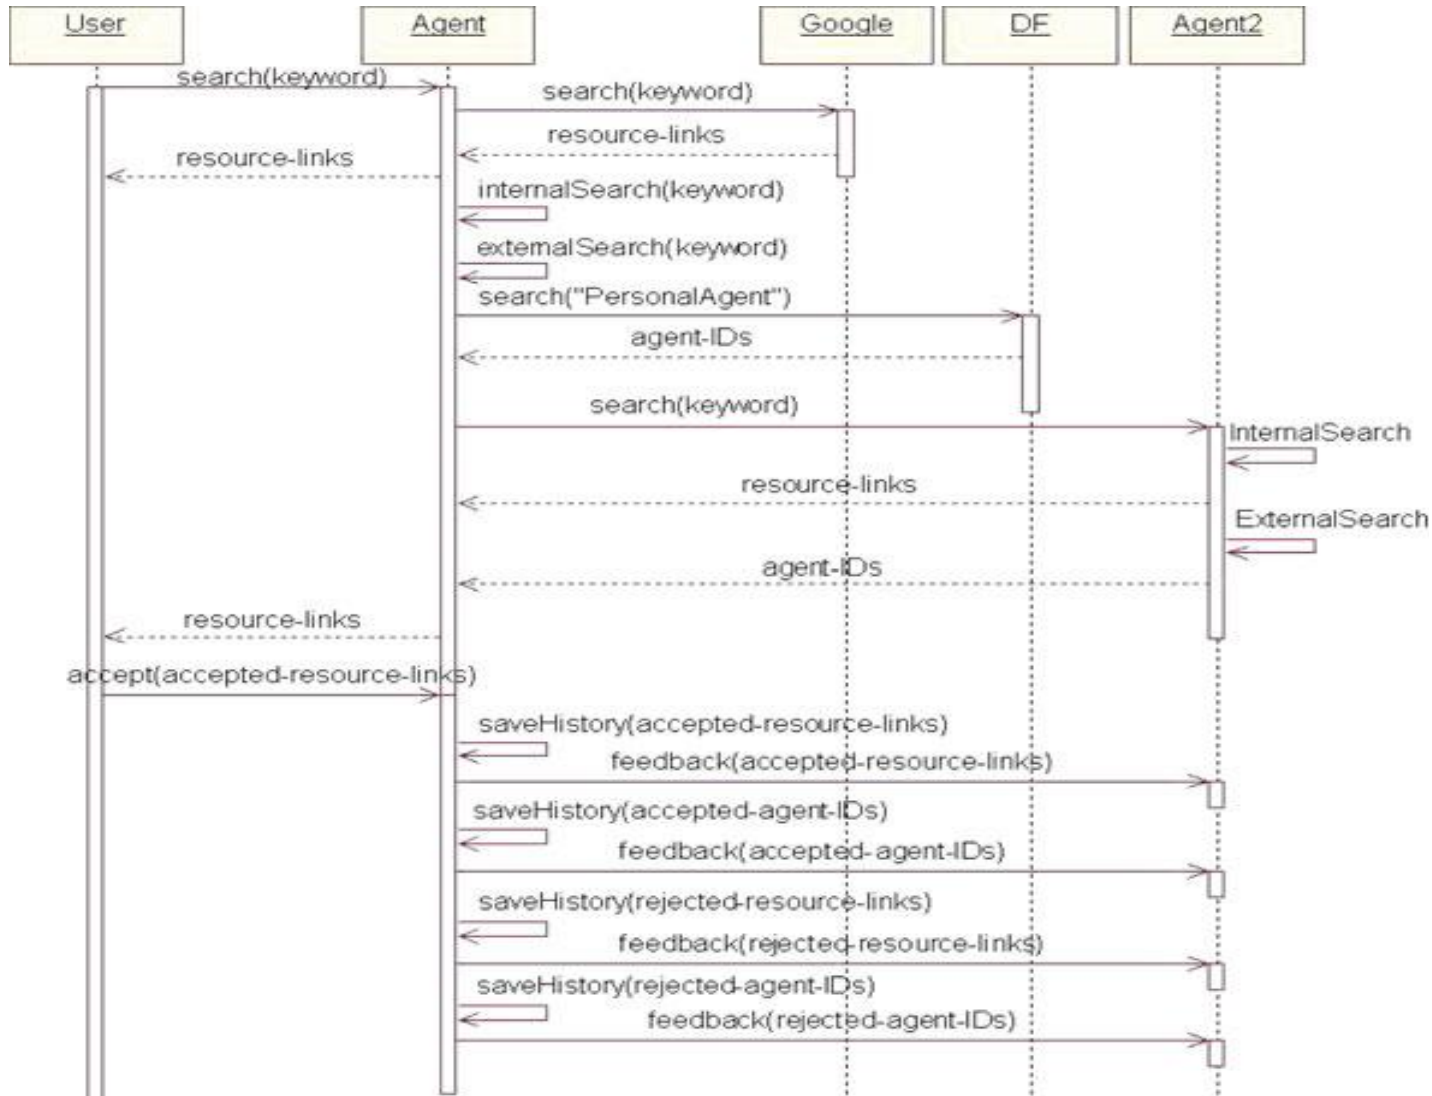 User Agent Google DF Agent2
search(keyword)
search(keyword)
resource-links
resource-links
internalSearch(keyword)
externalSearch(keyword)
search("PersonalAgent")
agent-IDs
search(keyword)
InternalSearch
resource-links
ExternalSearch
agent-IDs
resource-links
accept(accepted-resource-links)
saveHistory(accepted-resource-links)
feedback(accepted-resource-links)
saveHistory(accepted-agent-IDs)
feedback(accepted-agent-IDs)
saveHistory(rejected-resource-links)
feedback(rejected-resource-links)
saveHistory(rejected-agent-IDs)
feedback(rejected-agent-IDs)